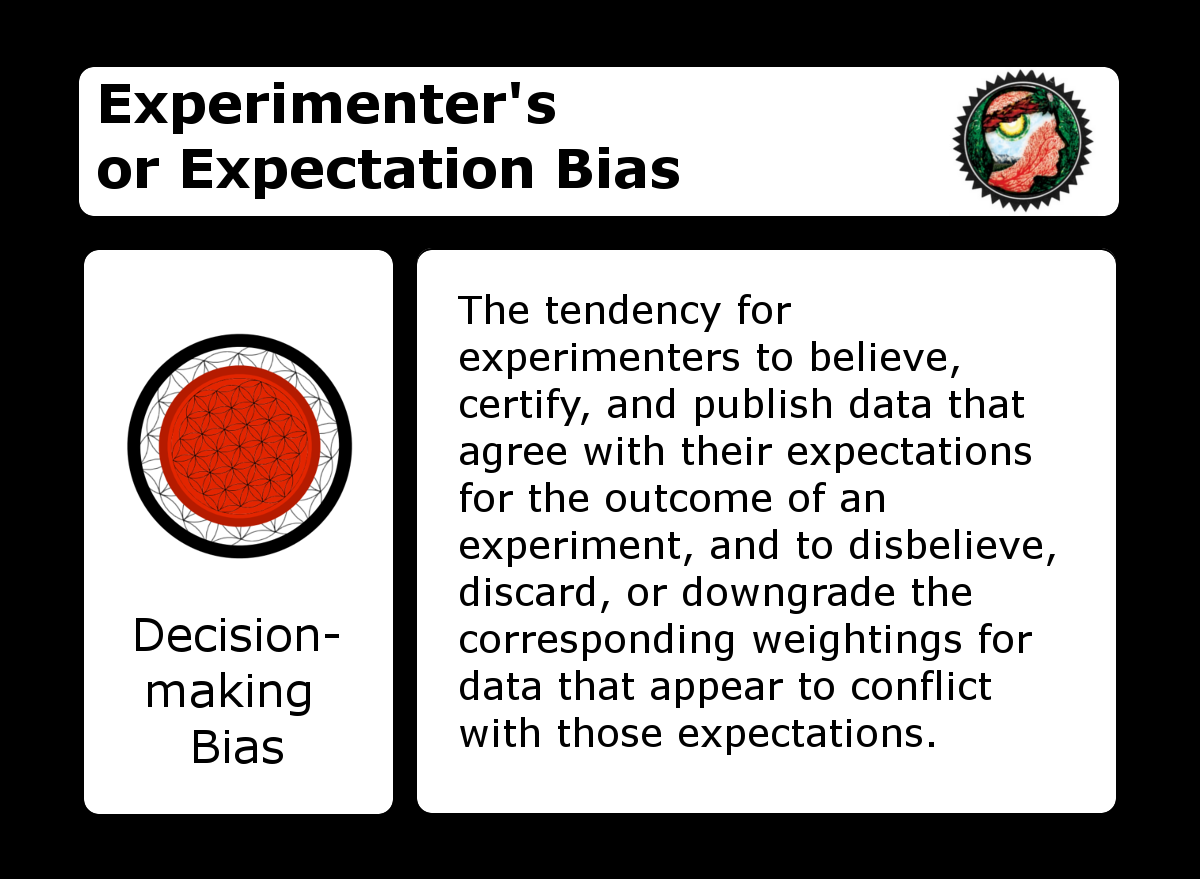 Experimenter's
or Expectation Bias
Decision-
making
Bias
The tendency for
experimenters to believe,
certify, and publish data that
agree with their expectations
for the outcome of an
experiment, and to disbelieve,
discard, or downgrade the
corresponding weightings for
data that appear to conflict
with those expectations.